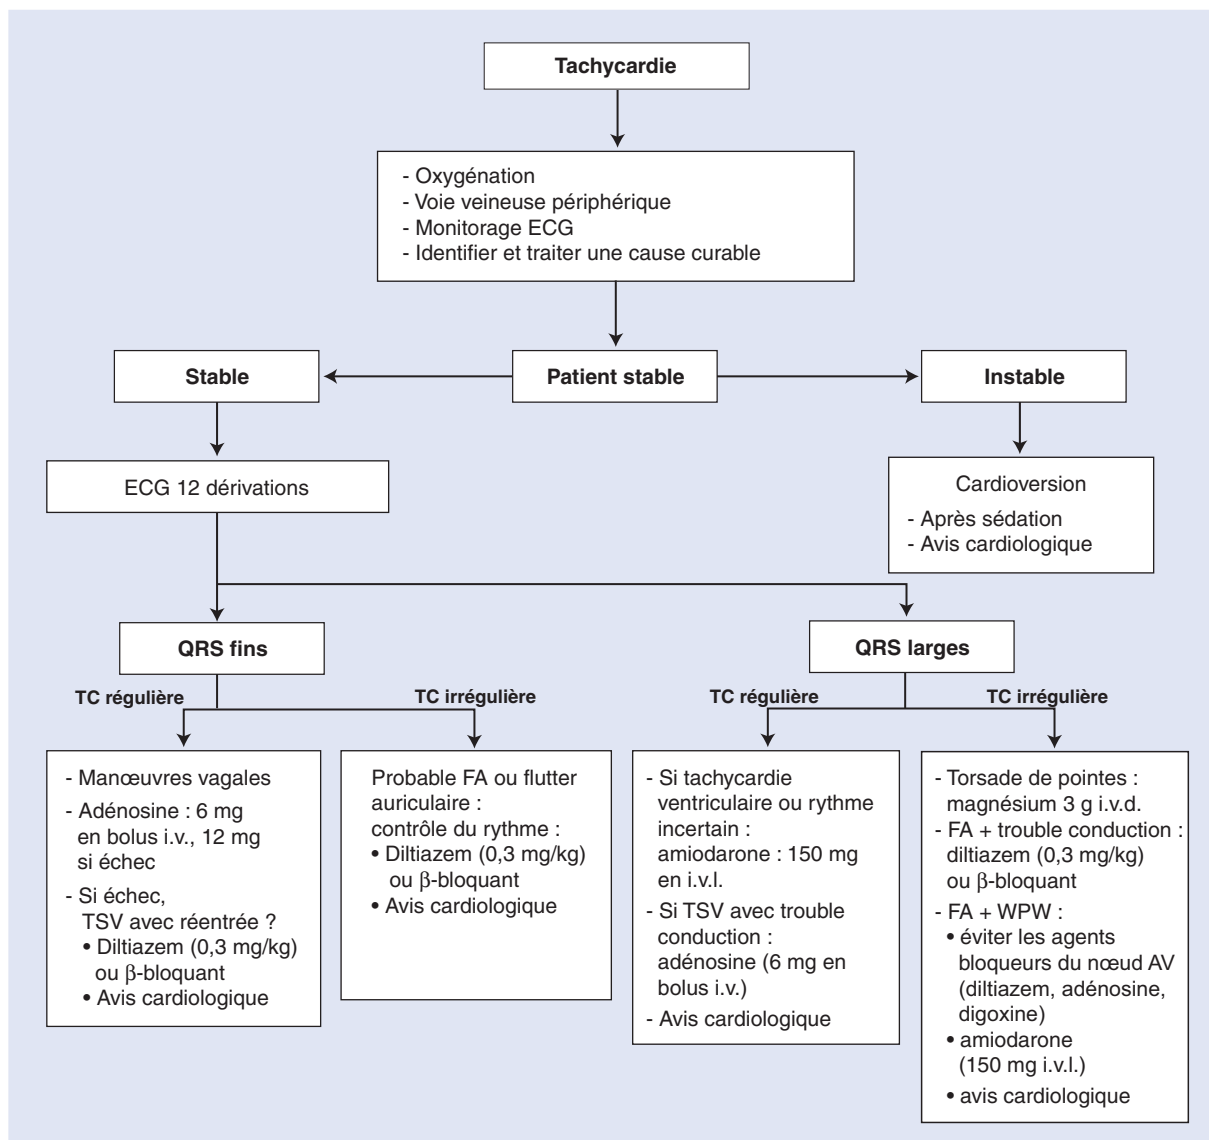 Tachycardie
- Oxygénation
- Voie veineuse périphérique
- Monitorage ECG
- Identifier et traiter une cause curable
Stable
Patient stable
Instable
ECG 12 dérivations
Cardioversion
- Après sédation
- Avis cardiologique
QRS fins
QRS larges
TC régulière
TC irrégulière
TC régulière
TC irrégulière
- Manœuvres vagales
- Adénosine : 6 mg
en bolus i.v., 12 mg
si échec
- Si échec,
TSV avec réentrée ?
• Diltiazem (0,3 mg/kg)
ou β-bloquant
• Avis cardiologique
Probable FA ou flutter
auriculaire :
contrôle du rythme :
• Diltiazem (0,3 mg/kg)
ou β-bloquant
• Avis cardiologique
- Si tachycardie
ventriculaire ou rythme
incertain :
amiodarone : 150 mg
en i.v.l.
- Si TSV avec trouble
conduction :
adénosine (6 mg en
bolus i.v.)
- Avis cardiologique
- Torsade de pointes :
magnésium 3 g i.v.d.
- FA + trouble conduction :
diltiazem (0,3 mg/kg)
ou β-bloquant
- FA + WPW :
• éviter les agents
bloqueurs du nœud AV
(diltiazem, adénosine,
digoxine)
• amiodarone
(150 mg i.v.l.)
• avis cardiologique